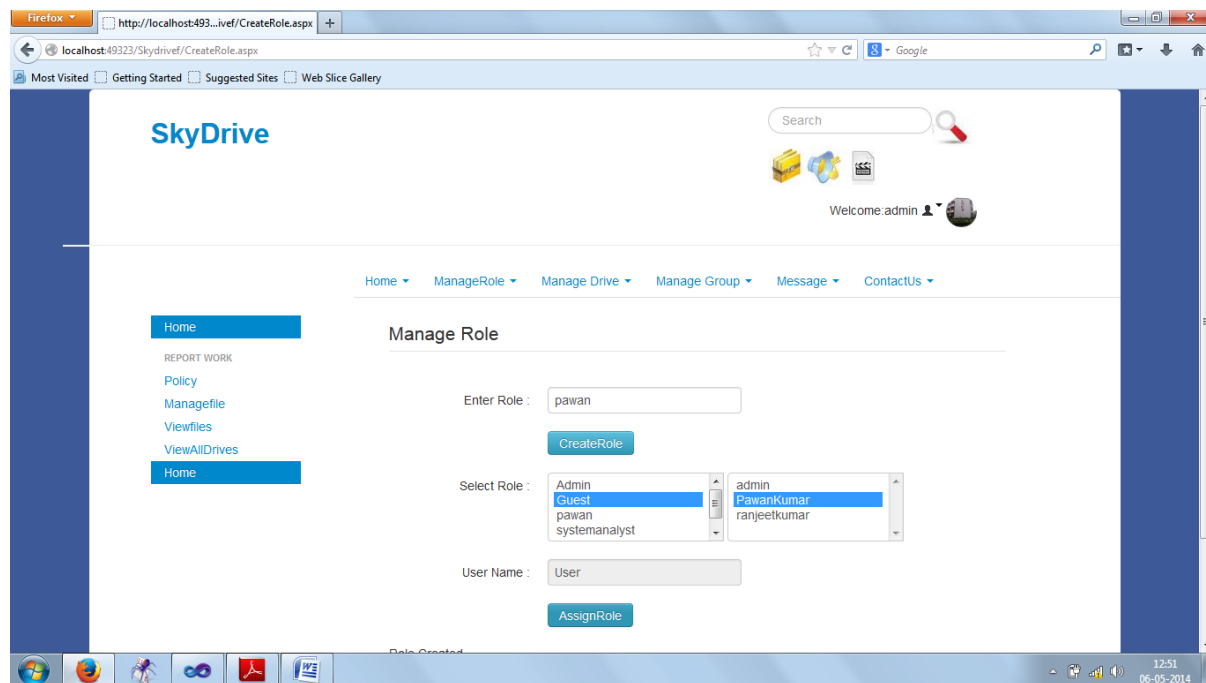 Firefox
http://localhost:493...ivef/CreateRole.aspx
localhost:49323/Skydrivef/CreateRole.aspx
Google
Most Visited Getting Started Suggested Sites Web Slice Gallery
SkyDrive
Search
Welcome:admin
Home ManageRole Manage Drive Manage Group Message ContactUs
Home
REPORT WORK
Policy
Managefile
Viewfiles
ViewAllDrives
Home
Manage Role
Enter Role : pawan
CreateRole
Select Role :
Admin
Guest
pawan
systemanalyst
admin
PawanKumar
ranjeetkumar
User Name : User
AssignRole
Role Created
12:51
06-05-2014